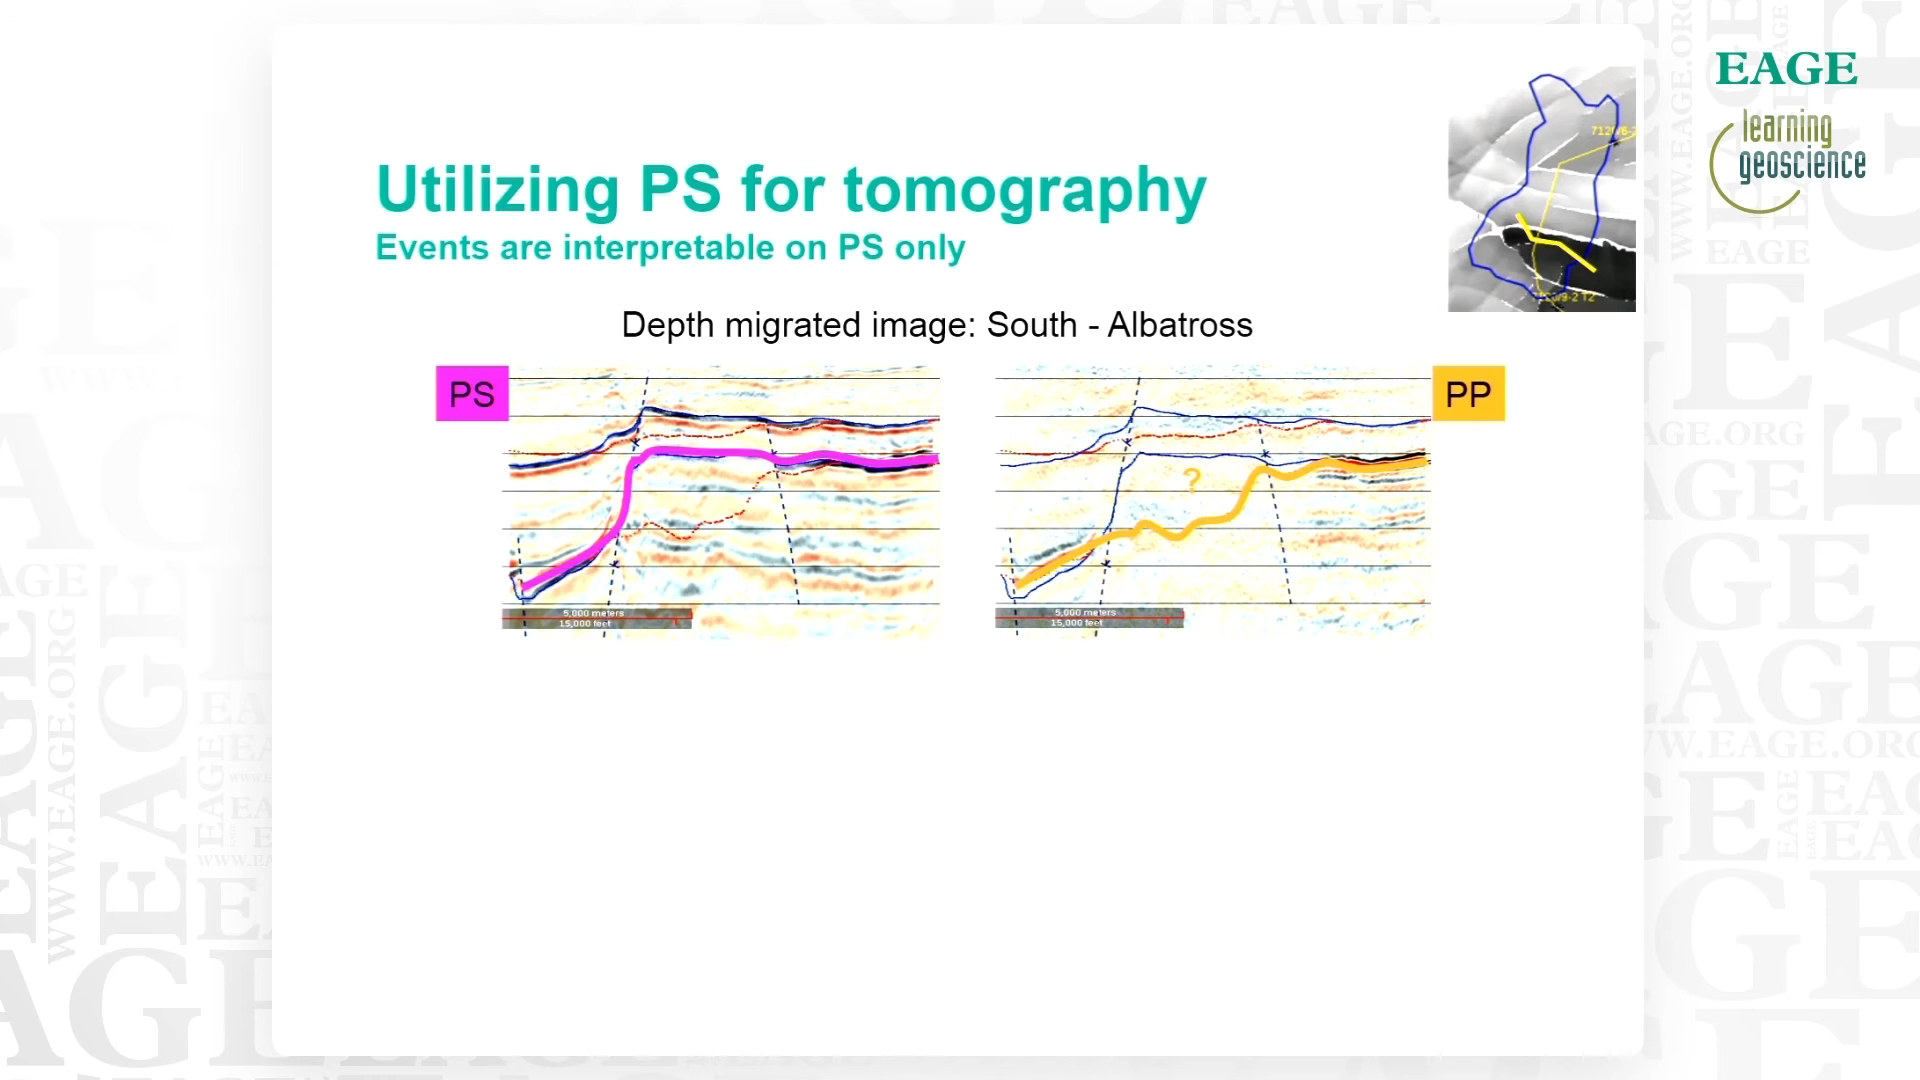 Utilizing PS for tomography
Events are interpretable on PS only
Depth migrated image: South - Albatross
PS
PP
?
5,000 meters
15,000 feet
5,000 meters
15,000 feet
EAGE
learning
geoscience